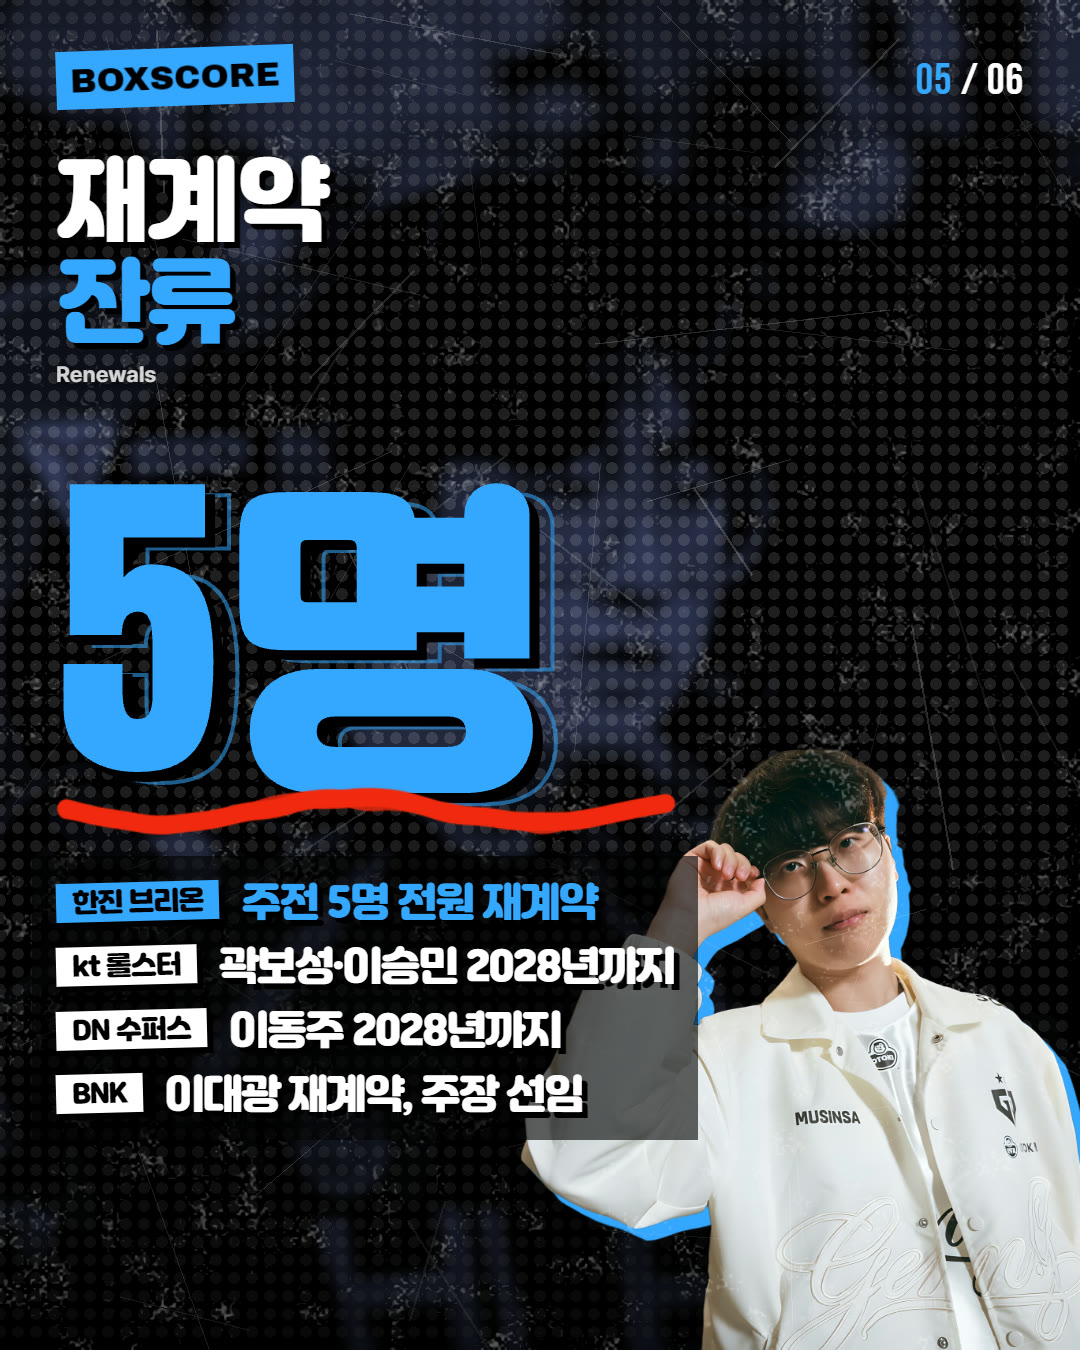 BOXSCORE
05 / 06
재계약
잔류
Renewals
5명
한진 브리온 주전 5명 전원 재계약
kt 롤스터 곽보성·이승민 2028년까지
DN 수퍼스 이동주 2028년까지
BNK 이대광 재계약, 주장 선임
MUSINSA